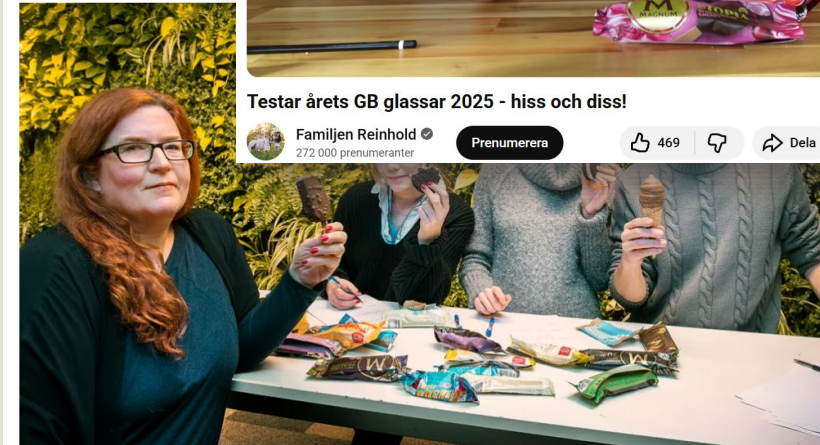 M
MAGNUM
Testar årets GB glassar 2025 - hiss och diss!
Familjen Reinhold
Prenumerera
469
Dela
272 000 prenumeranter
M